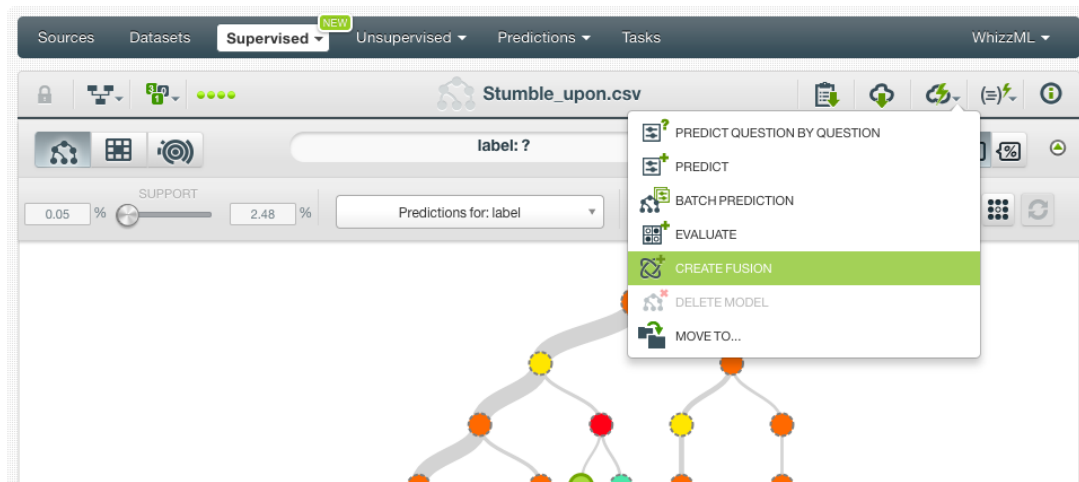 NEW
Sources Datasets Supervised Unsupervised Predictions Tasks WhizzML
Stumble_upon.csv
label: ?
SUPPORT
0.05 % 2.48 % Predictions for: label
PREDICT QUESTION BY QUESTION
PREDICT
BATCH PREDICTION
EVALUATE
CREATE FUSION
DELETE MODEL
MOVE TO...